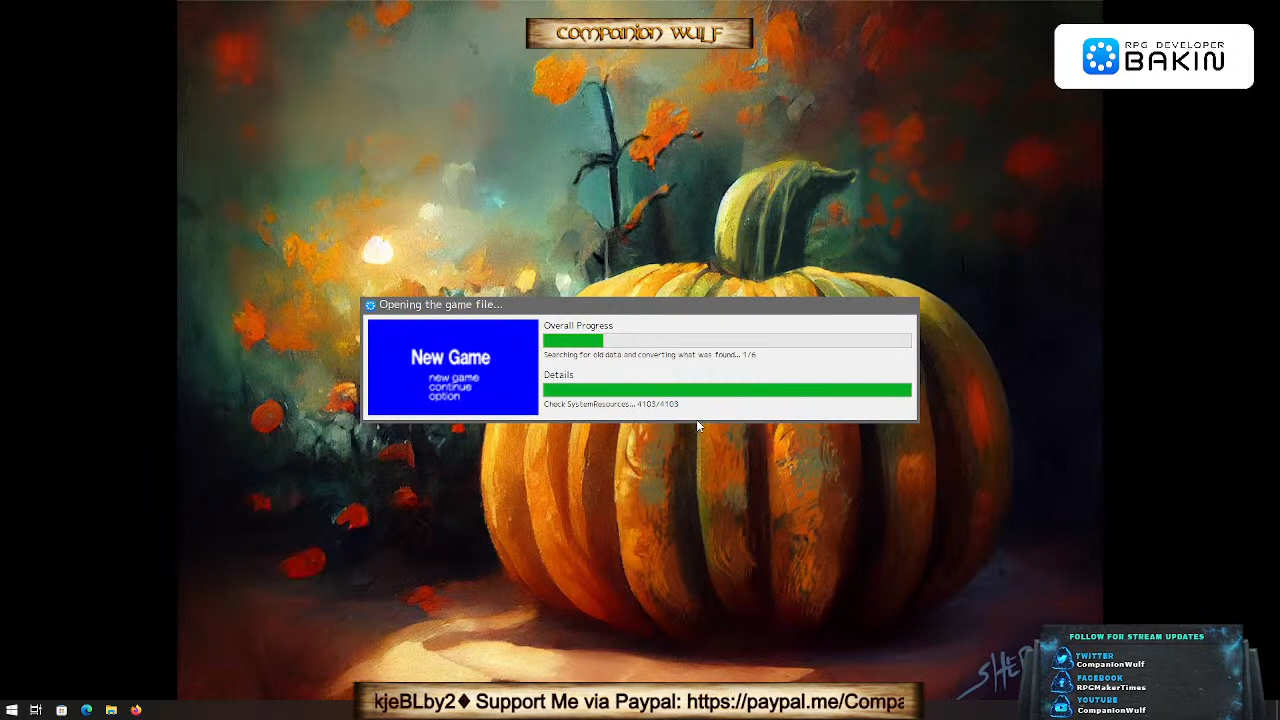 COMPANION WULF
RPG DEVELOPER
BAKIN
Opening the game file...
New Game
new game
continue
option
Overall Progress
Searching for old data and converting what was found... 1/6
Details
Check SystemResources... 4103/4103
FOLLOW FOR STREAM UPDATES
TWITTER
CompanionWulf
FACEBOOK
RPGMakerTimes
YOUTUBE
CompanionWulf
kjeBLby2♦ Support Me via Paypal: https://paypal.me/Compa